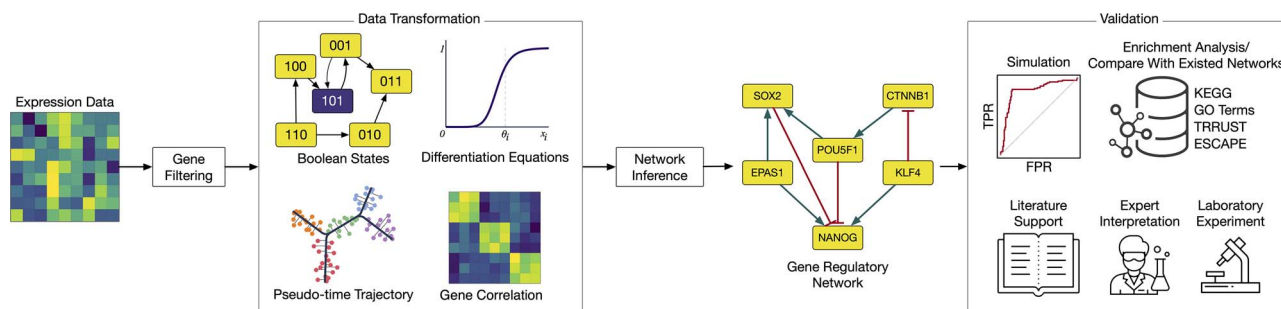 Expression Data
Gene
Filtering
Data Transformation
001
100
011
101
110
010
Boolean States
1
0
θi
xi
Differentiation Equations
Pseudo-time Trajectory
Gene Correlation
Network
Inference
SOX2
CTNNB1
POU5F1
EPAS1
KLF4
NANOG
Gene Regulatory
Network
Validation
Simulation
TPR
FPR
Enrichment Analysis/
Compare With Existed Networks
KEGG
GO Terms
TRRUST
ESCAPE
Literature
Support
Expert
Interpretation
Laboratory
Experiment